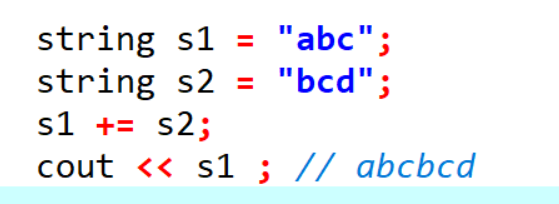 string s1 = "abc";
string s2 = "bcd";
s1 += s2;
cout << s1 ; // abcbcd